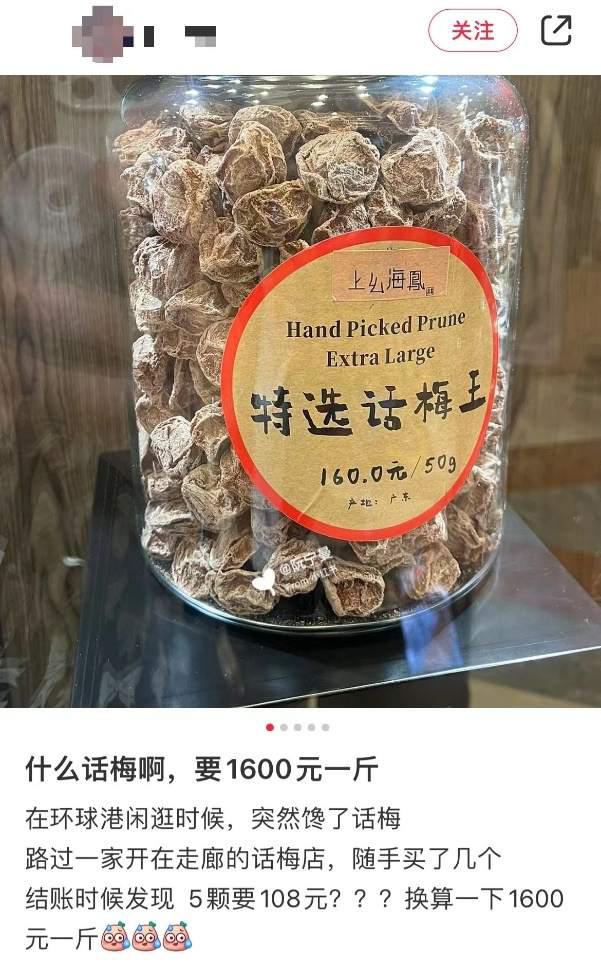 关注
上么海鳳
Hand Picked Prune
Extra Large
特选话梅王
160.0元/50g
产地：广东
什么话梅啊，要1600元一斤
在环球港闲逛时候，突然馋了话梅
路过一家开在走廊的话梅店，随手买了几个
结账时候发现 5颗要108元？？？换算一下1600
元一斤